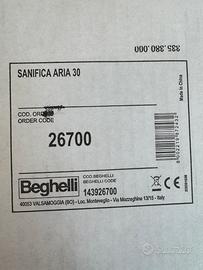 335.380.000
SANIFICA ARIA 30
Made in China
COD. ORDINE
ORDER CODE
26700
Beghelli
COD.BEGHELLI
BEGHELLI CODE
143926700
40053 VALSAMOGGIA (BO) - Loc. Monteveglio - Via Mozzeghine 13/15 - Italy
subito